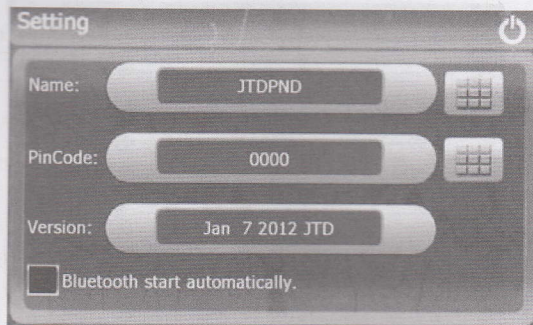 Setting
Name: JTDPND
PinCode: 0000
Version: Jan 7 2012 JTD
Bluetooth start automatically.